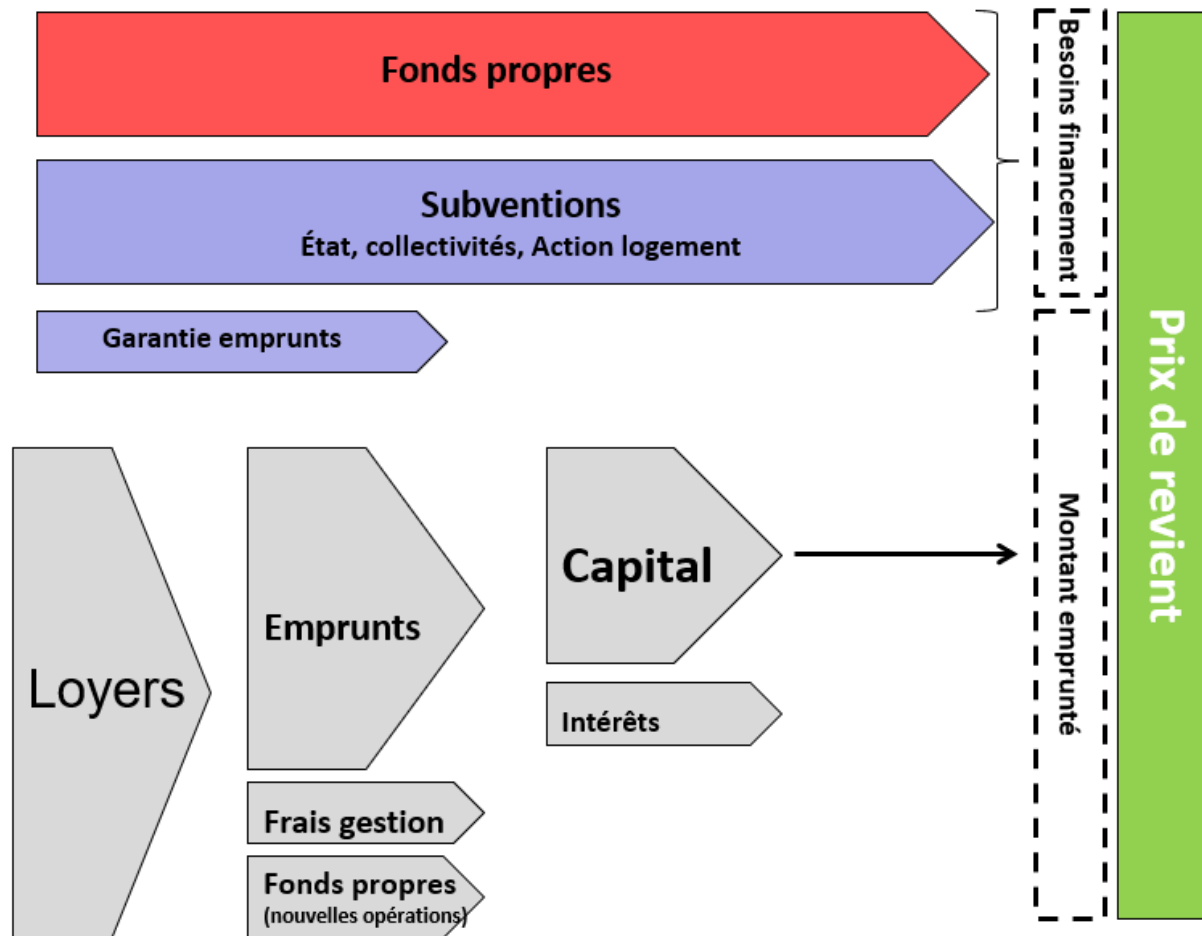 Fonds propres
Subventions
État, collectivités, Action logement
Garantie emprunts
Besoins financement
Prix de revient
Montant emprunté
Loyers
Emprunts
Capital
Intérêts
Frais gestion
Fonds propres
(nouvelles opérations)